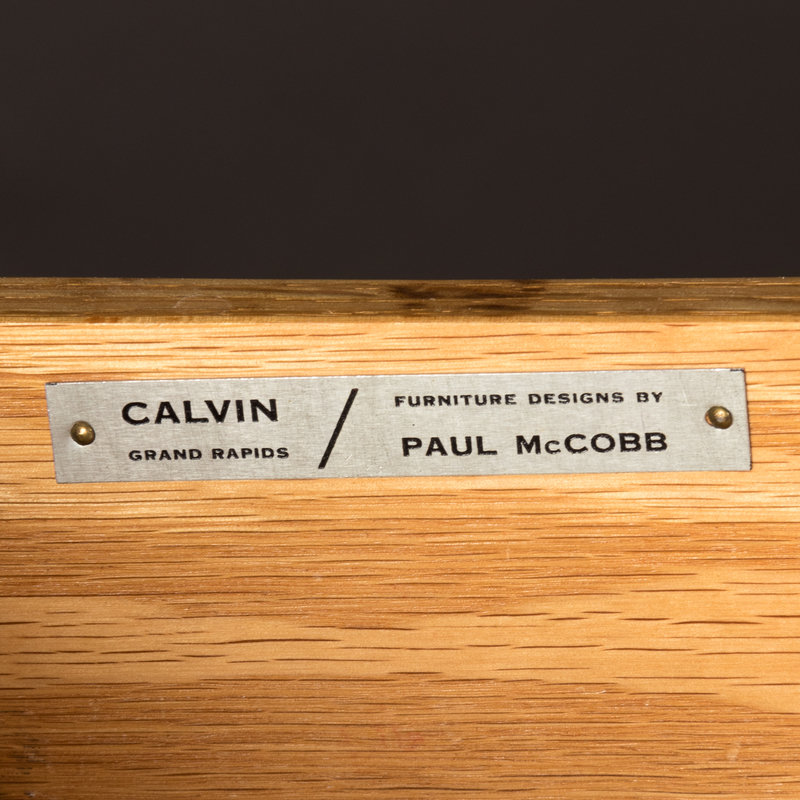 CALVIN
GRAND RAPIDS
/
FURNITURE DESIGNS BY
PAUL McCOBB